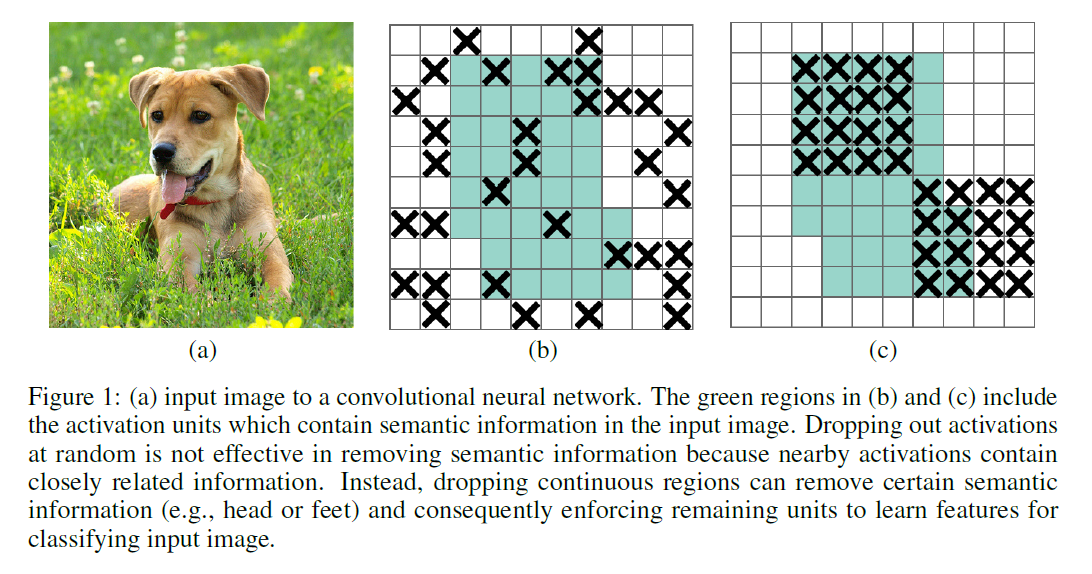 (a)
(b)
(c)
Figure 1: (a) input image to a convolutional neural network. The green regions in (b) and (c) include
the activation units which contain semantic information in the input image. Dropping out activations
at random is not effective in removing semantic information because nearby activations contain
closely related information. Instead, dropping continuous regions can remove certain semantic
information (e.g., head or feet) and consequently enforcing remaining units to learn features for
classifying input image.